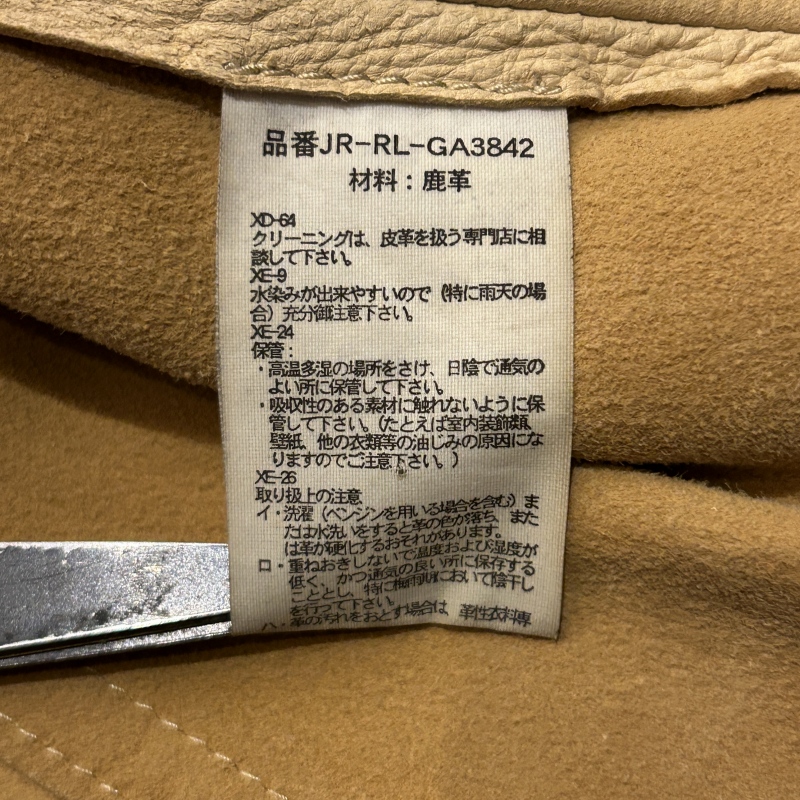 品番JR-RL-GA3842
材料：鹿革
XD-64
クリーニングは、皮革を扱う専門店に相
談して下さい。
XE-9
水染みが出来やすいので（特に雨天の場
合）充分御注意下さい。
XE-24
保管：
・高温多湿の場所をさけ、日陰で通気の
よい所に保管して下さい。
・吸収性のある素材に触れないように保
管して下さい。（たとえば室内装飾類、
壁紙、他の衣類等の油じみの原因にな
りますのでご注意下さい。）
XE-26
取り扱上の注意
イ・洗濯（ベンジンを用いる場合を含む）ま
たは水洗いをすると革の色が落ち、また
は革が硬化するおそれがあります。
ロ・重ねおきしないで温度および湿度が
低く、かつ通気の良い所に保存する
こととし、特に梅雨期において陰干し
を行って下さい。
ハ・革の汚れをおとす場合は、革性衣料専